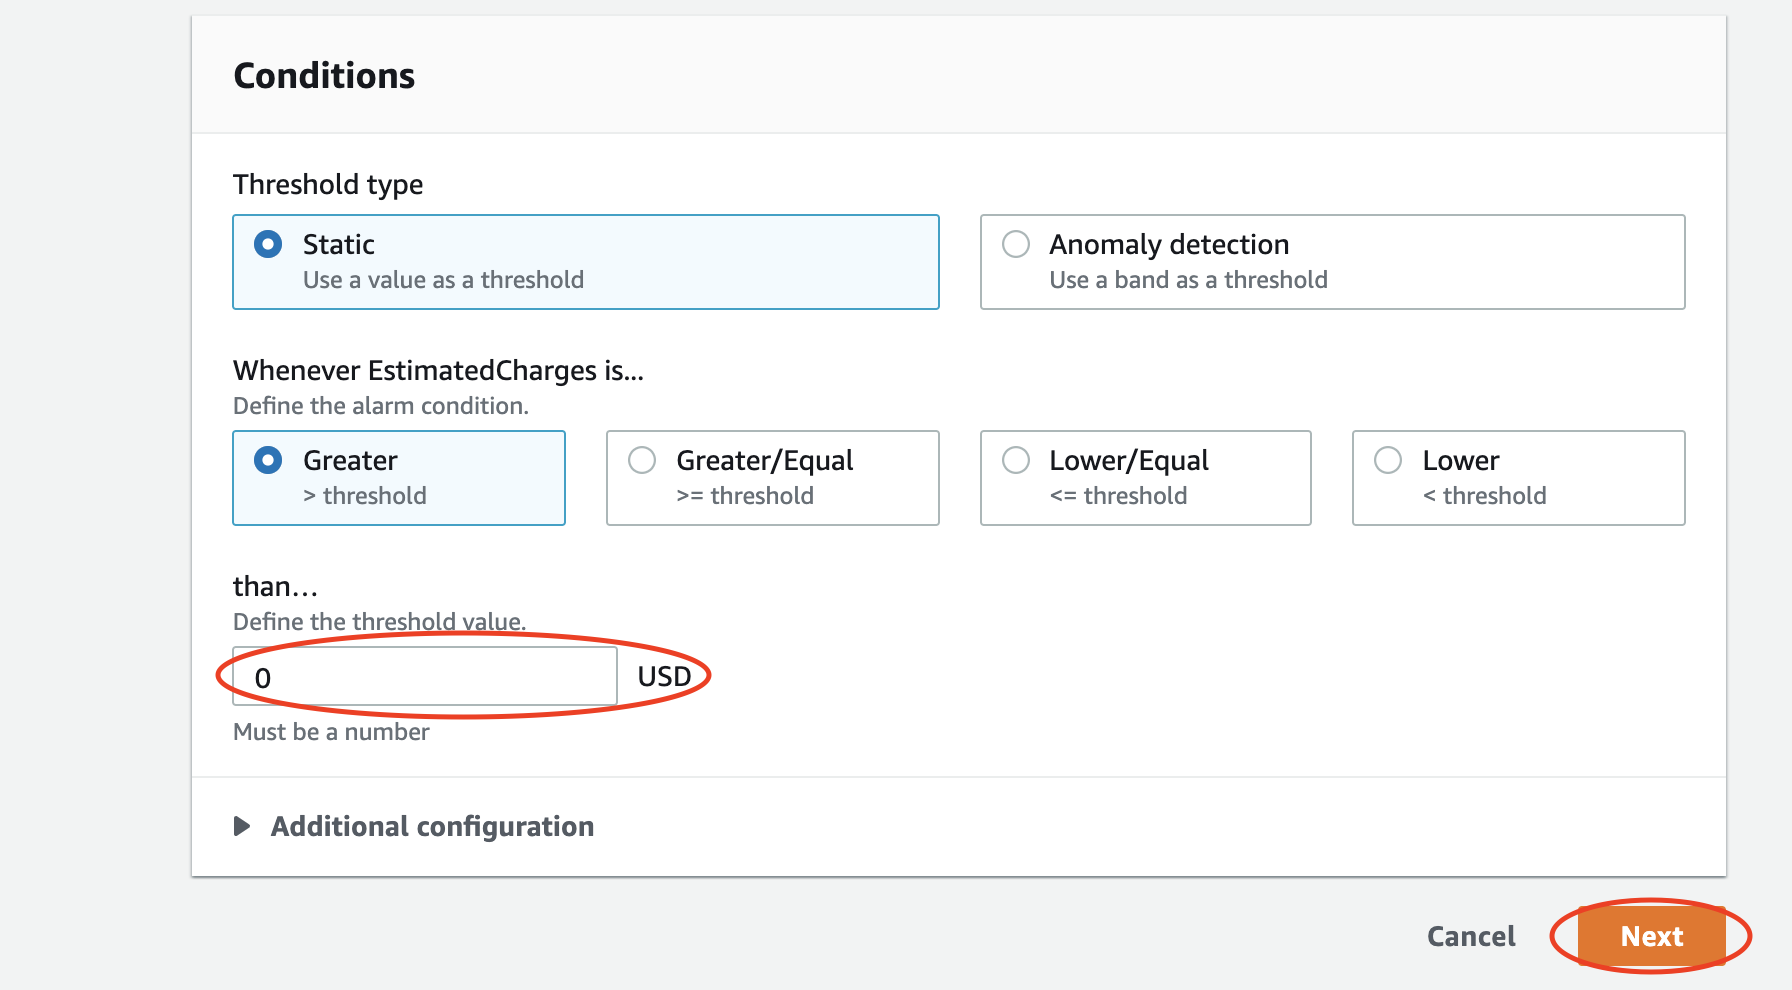 Conditions
Threshold type
Static
Use a value as a threshold
Anomaly detection
Use a band as a threshold
Whenever EstimatedCharges is...
Define the alarm condition.
Greater
> threshold
Greater/Equal
>= threshold
Lower/Equal
<= threshold
Lower
< threshold
than...
Define the threshold value.
0 USD
Must be a number
Additional configuration
Cancel Next